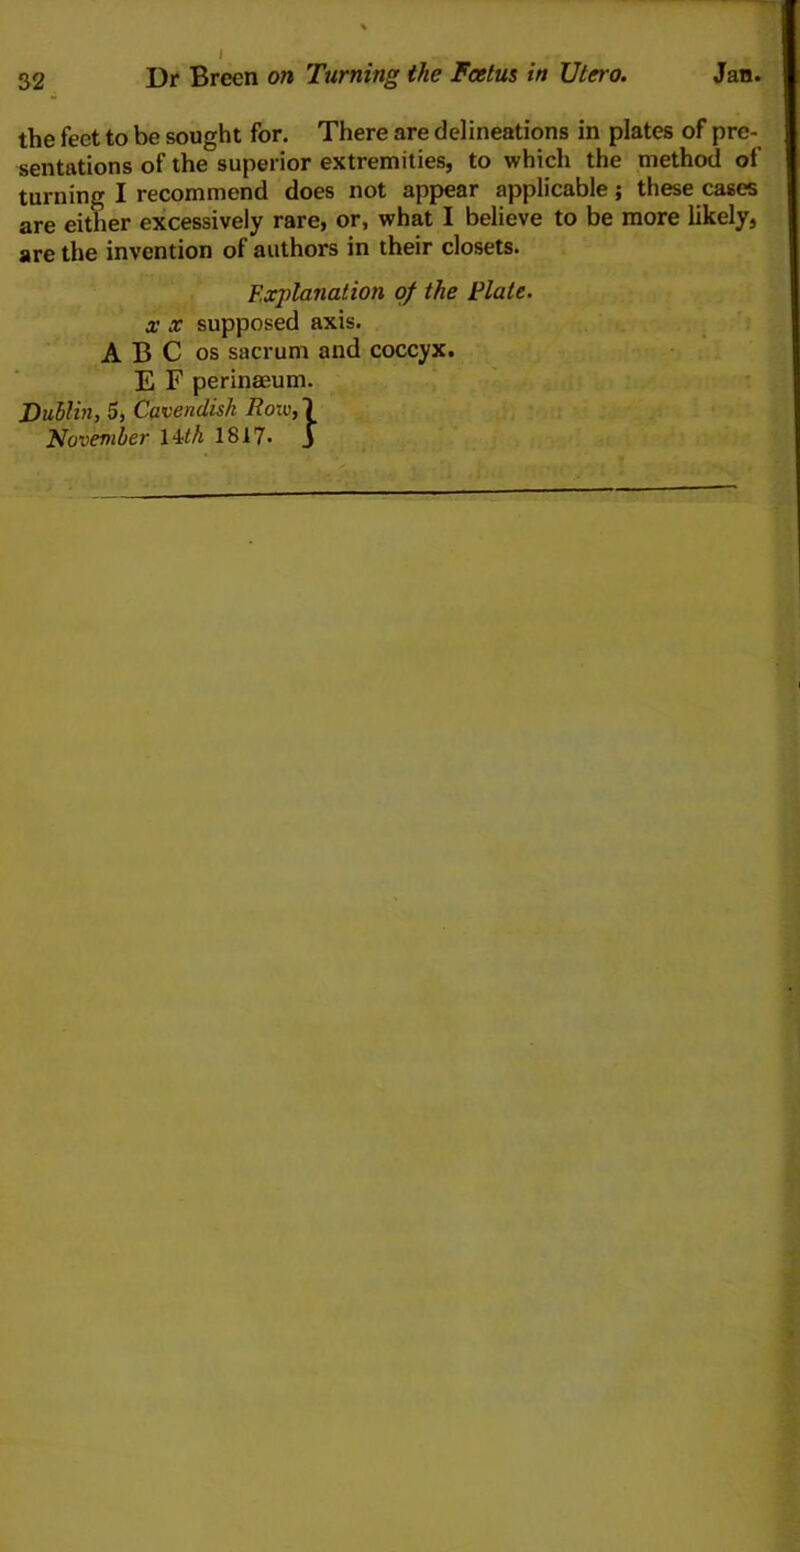 32 Dr Breen on Turning the Fœtus in Utero. Jan.
the feet to be sought for. There are delineations in plates of pre-
sentations of the superior extremities, to which the method of
turning I recommend does not appear applicable; these cases
are either excessively rare, or, what I believe to be more likely,
are the invention of authors in their closets.
Explanation of the Plate.
x x supposed axis.
A B C os sacrum and coccyx.
E F perinæum.
Dublin, 5, Cavendish Row, }
November 14th 1817. }